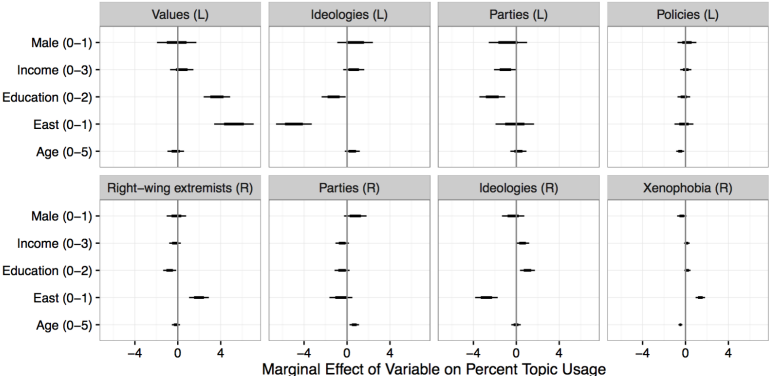 Values (L) Ideologies (L) Parties (L) Policies (L)
Male (0−1)
Income (0−3)
Education (0−2)
East (0−1)
Age (0−5)
Right−wing extremists (R) Parties (R) Ideologies (R) Xenophobia (R)
Male (0−1)
Income (0−3)
Education (0−2)
East (0−1)
Age (0−5)
−4 0 4 −4 0 4 −4 0 4 −4 0 4
Marginal Effect of Variable on Percent Topic Usage